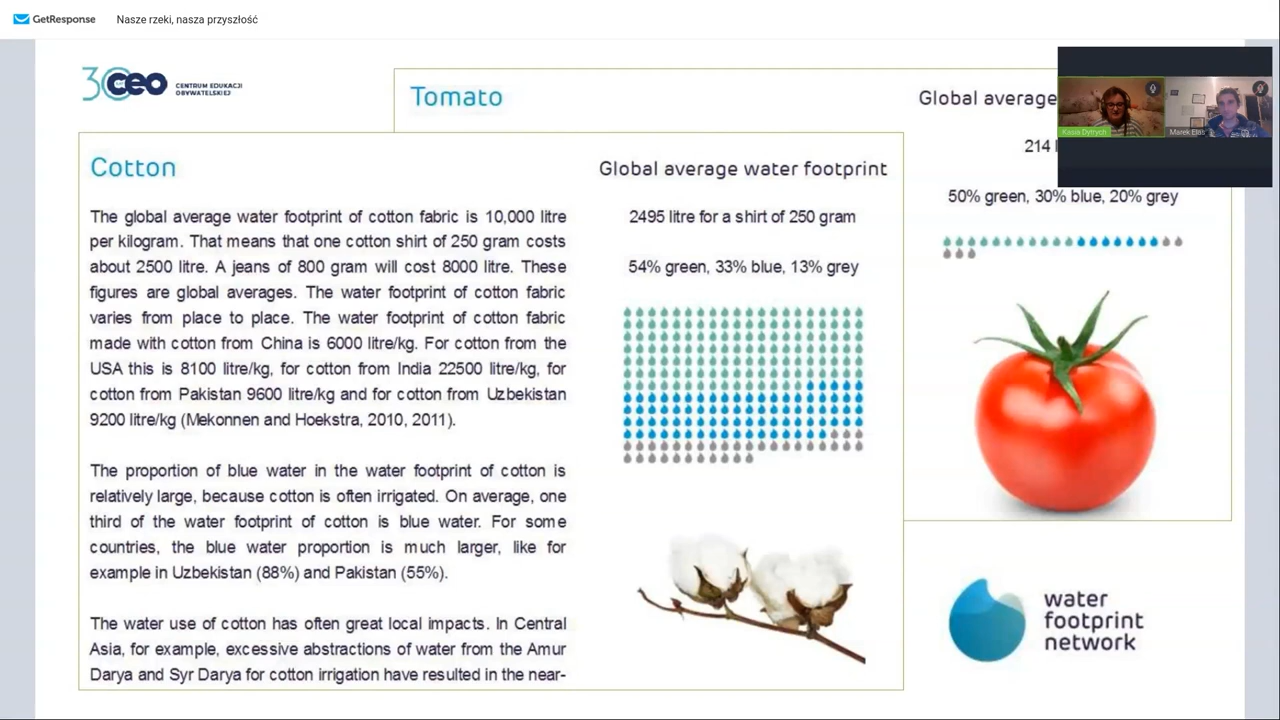 GetResponse
Nasze rzeki, nasza przyszłość
30 ceo
CENTRUM EDUKACJI
OBYWATELSKIEJ
Tomato
Global average
214
50% green, 30% blue, 20% grey
Kasia Dytrych
Marek Elas
Cotton
The global average water footprint of cotton fabric is 10,000 litre
per kilogram. That means that one cotton shirt of 250 gram costs
about 2500 litre. A jeans of 800 gram will cost 8000 litre. These
figures are global averages. The water footprint of cotton fabric
varies from place to place. The water footprint of cotton fabric
made with cotton from China is 6000 litre/kg. For cotton from the
USA this is 8100 litre/kg, for cotton from India 22500 litre/kg, for
cotton from Pakistan 9600 litre/kg and for cotton from Uzbekistan
9200 litre/kg (Mekonnen and Hoekstra, 2010, 2011).
The proportion of blue water in the water footprint of cotton is
relatively large, because cotton is often irrigated. On average, one
third of the water footprint of cotton is blue water. For some
countries, the blue water proportion is much larger, like for
example in Uzbekistan (88%) and Pakistan (55%).
The water use of cotton has often great local impacts. In Central
Asia, for example, excessive abstractions of water from the Amur
Darya and Syr Darya for cotton irrigation have resulted in the near-
Global average water footprint
2495 litre for a shirt of 250 gram
54% green, 33% blue, 13% grey
water
footprint
network